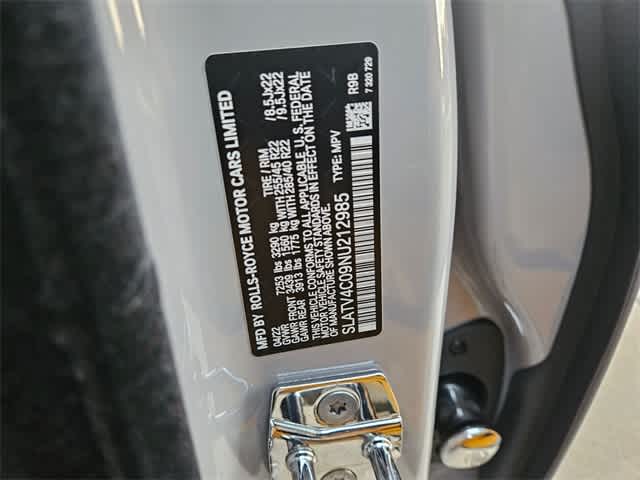 MFD BY ROLLS-ROYCE MOTOR CARS LIMITED
04/22 TIRE / RIM
GVWR 7253 lbs 3290 kg
GAWR FRONT 3439 lbs 1560 kg WITH 255/45 R22 /8.5Jx22
GAWR REAR 3913 lbs 1775 kg WITH 285/40 R22 /9.5Jx22
THIS VEHICLE CONFORMS TO ALL APPLICABLE U.S. FEDERAL
MOTOR VEHICLE SAFETY STANDARDS IN EFFECT ON THE DATE
OF MANUFACTURE SHOWN ABOVE.
SLATV4C09NU212985 TYPE: MPV
R9B
7 320 729